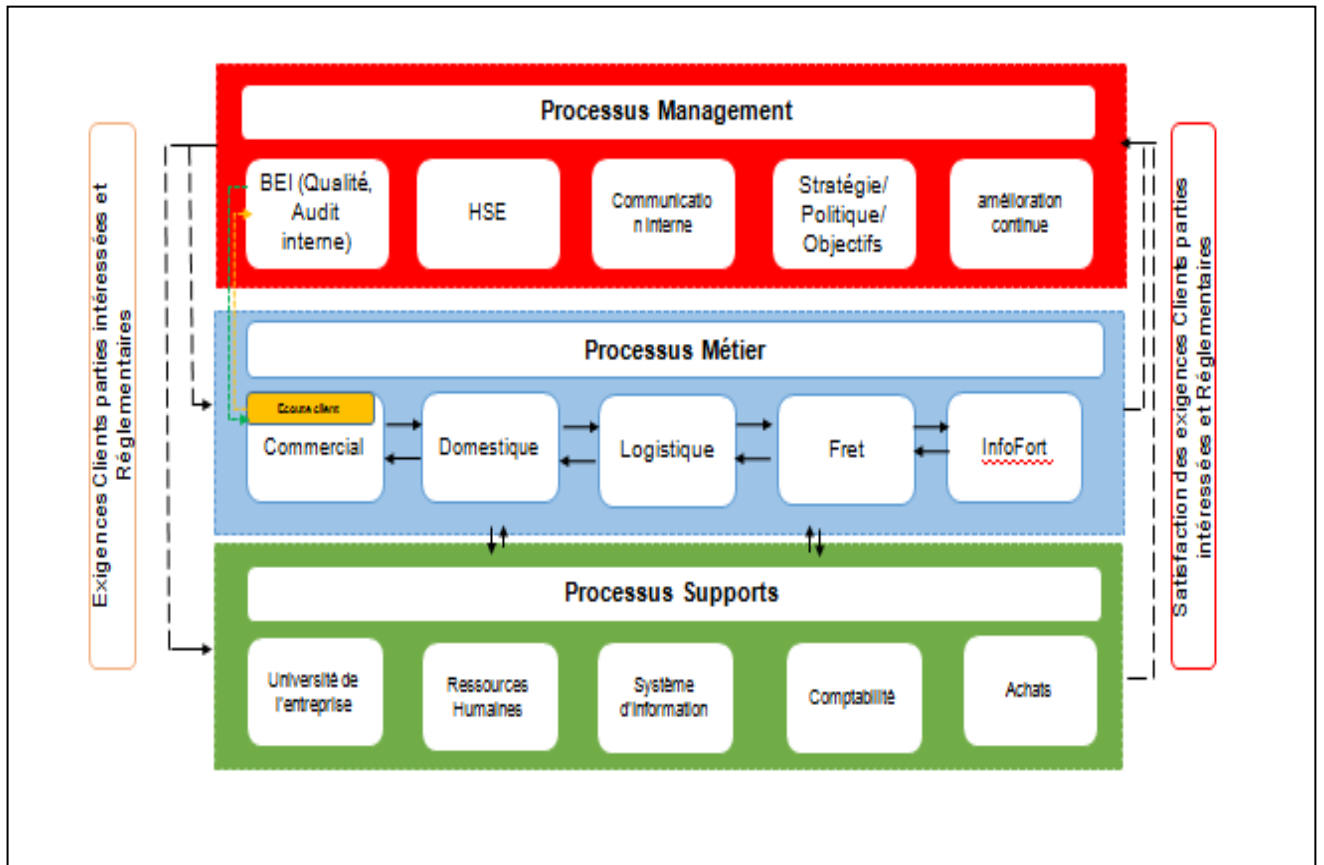 Exigences Clients parties intéressées et
Réglementaires
Processus Management
BEI (Qualité,
Audit
interne)
HSE
Communicatio
n Interne
Stratégie/
Politique/
Objectifs
amélioration
continue
Processus Métier
Ecoute client
Commercial
Domestique
Logistique
Fret
InfoFort
Processus Supports
Université de
l'entreprise
Ressources
Humaines
Système
d'Information
Comptabilité
Achats
Satisfaction des exigences Clients parties
intéressées et Réglementaires